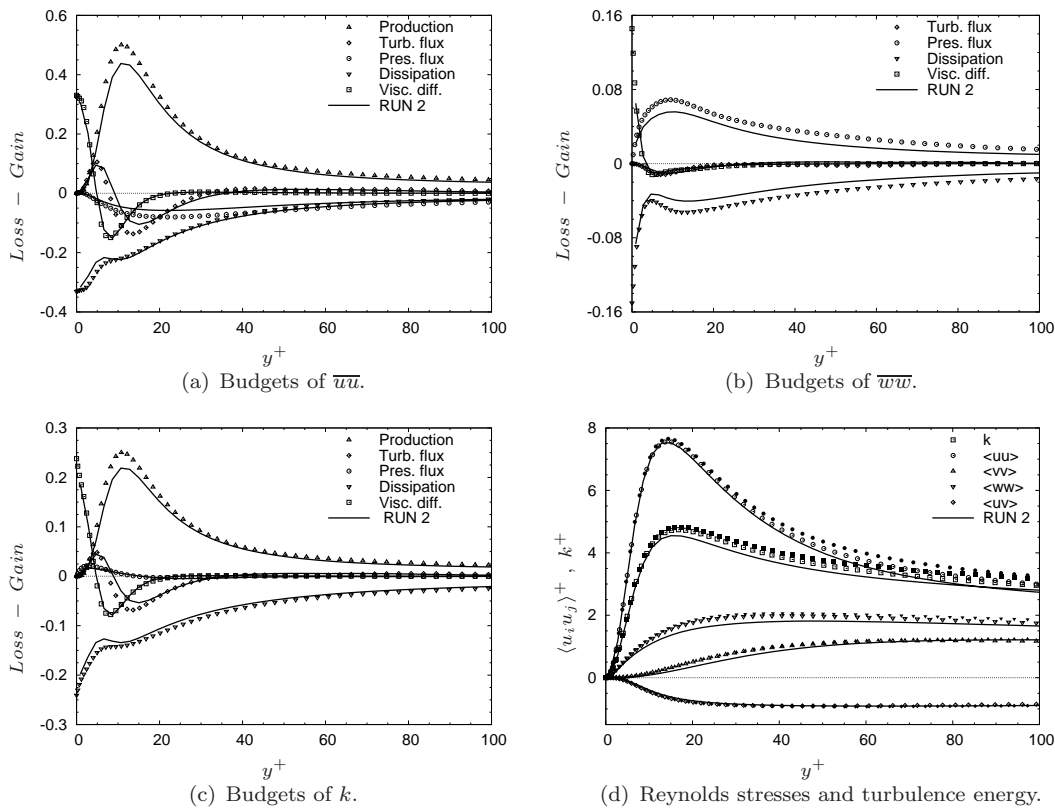 0.6
0.4
0.2
0
-0.2
-0.4
Loss − Gain
Production
Turb. flux
Pres. flux
Dissipation
Visc. diff.
RUN 2
0 20 40 60 80 100
y+
(a) Budgets of uu.
0.16
0.08
0
-0.08
-0.16
Loss − Gain
Turb. flux
Pres. flux
Dissipation
Visc. diff.
RUN 2
0 20 40 60 80 100
y+
(b) Budgets of ww.
0.3
0.2
0.1
0
-0.1
-0.2
-0.3
Loss − Gain
Production
Turb. flux
Pres. flux
Dissipation
Visc. diff.
RUN 2
0 20 40 60 80 100
y+
(c) Budgets of k.
8
6
4
2
0
⟨uiuj⟩+ , k+
k
<uu>
<vv>
<ww>
<uv>
RUN 2
0 10 20 30 40 50 60 70 80 90 100
y+
(d) Reynolds stresses and turbulence energy.